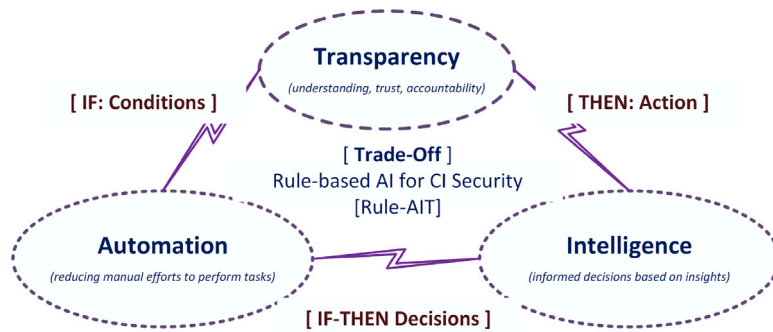 Transparency
(understanding, trust, accountability)
[ IF: Conditions ]
[ THEN: Action ]
[ Trade-Off ]
Rule-based AI for CI Security
[Rule-AIT]
Automation
(reducing manual efforts to perform tasks)
Intelligence
(informed decisions based on insights)
[ IF-THEN Decisions ]